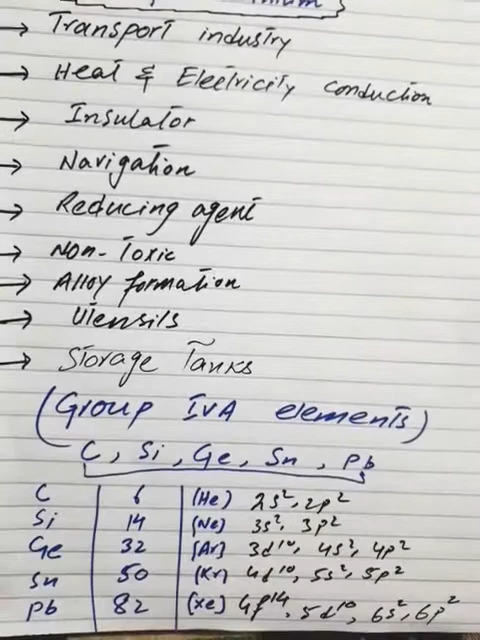 → Transport industry
→ Heat & Electricity conduction
→ Insulator
→ Navigation
→ Reducing agent
→ Non-Toxic
→ Alloy formation
→ Utensils
→ Storage Tanks
(Group IVA elements)
C, Si, Ge, Sn, Pb
C 6 (He) 2s², 2p²
Si 14 (Ne) 3s², 3p²
Ge 32 [Ar) 3d¹⁰, 4s², 4p²
Sn 50 (Kr) 4d¹⁰, 5s², 5p²
Pb 82 (Xe) 4f¹⁴, 5d¹⁰, 6s², 6p²